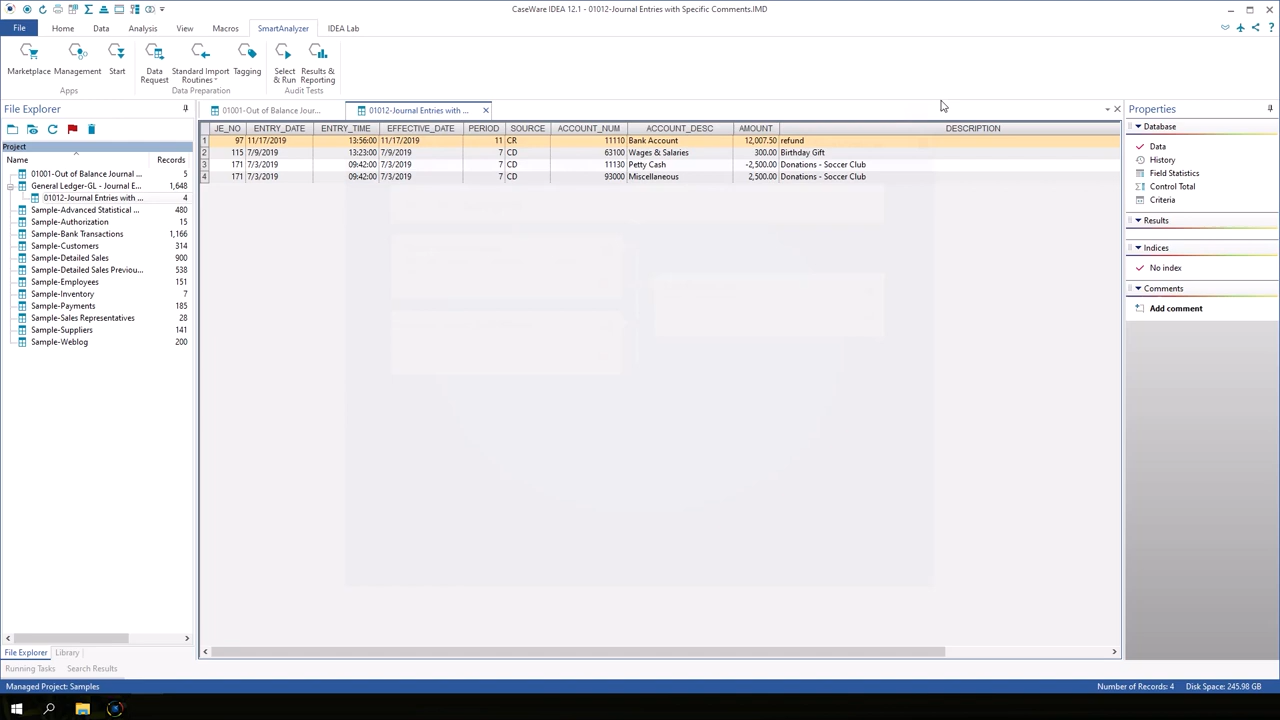 CaseWare IDEA 12.1 - 01012-Journal Entries with Specific Comments.IMD
File Home Data Analysis View Macros SmartAnalyzer IDEA Lab
Marketplace Management Start Data Request Standard Import Routines Tagging Select & Run Results & Reporting
Apps Data Preparation Audit Tests
File Explorer
01001-Out of Balance Jour... 01012-Journal Entries with ...
Properties
Project
Name Records
01001-Out of Balance Journal ... 5
General Ledger-GL - Journal E... 1,648
01012-Journal Entries with ... 4
Sample-Advanced Statistical ... 480
Sample-Authorization 15
Sample-Bank Transactions 1,166
Sample-Customers 314
Sample-Detailed Sales 900
Sample-Detailed Sales Previou... 538
Sample-Employees 151
Sample-Inventory 7
Sample-Payments 185
Sample-Sales Representatives 28
Sample-Suppliers 141
Sample-Weblog 200
JE_NO ENTRY_DATE ENTRY_TIME EFFECTIVE_DATE PERIOD SOURCE ACCOUNT_NUM ACCOUNT_DESC AMOUNT DESCRIPTION
1 97 11/17/2019 13:56:00 11/17/2019 11 CR 11110 Bank Account 12,007.50 refund
2 115 7/9/2019 13:23:00 7/9/2019 7 CD 63100 Wages & Salaries 300.00 Birthday Gift
3 171 7/3/2019 09:42:00 7/3/2019 7 CD 11130 Petty Cash -2,500.00 Donations - Soccer Club
4 171 7/3/2019 09:42:00 7/3/2019 7 CD 93000 Miscellaneous 2,500.00 Donations - Soccer Club
Database
Data
History
Field Statistics
Control Total
Criteria
Results
Indices
No index
Comments
Add comment
File Explorer Library
Running Tasks Search Results
Managed Project: Samples
Number of Records: 4 Disk Space: 245.98 GB